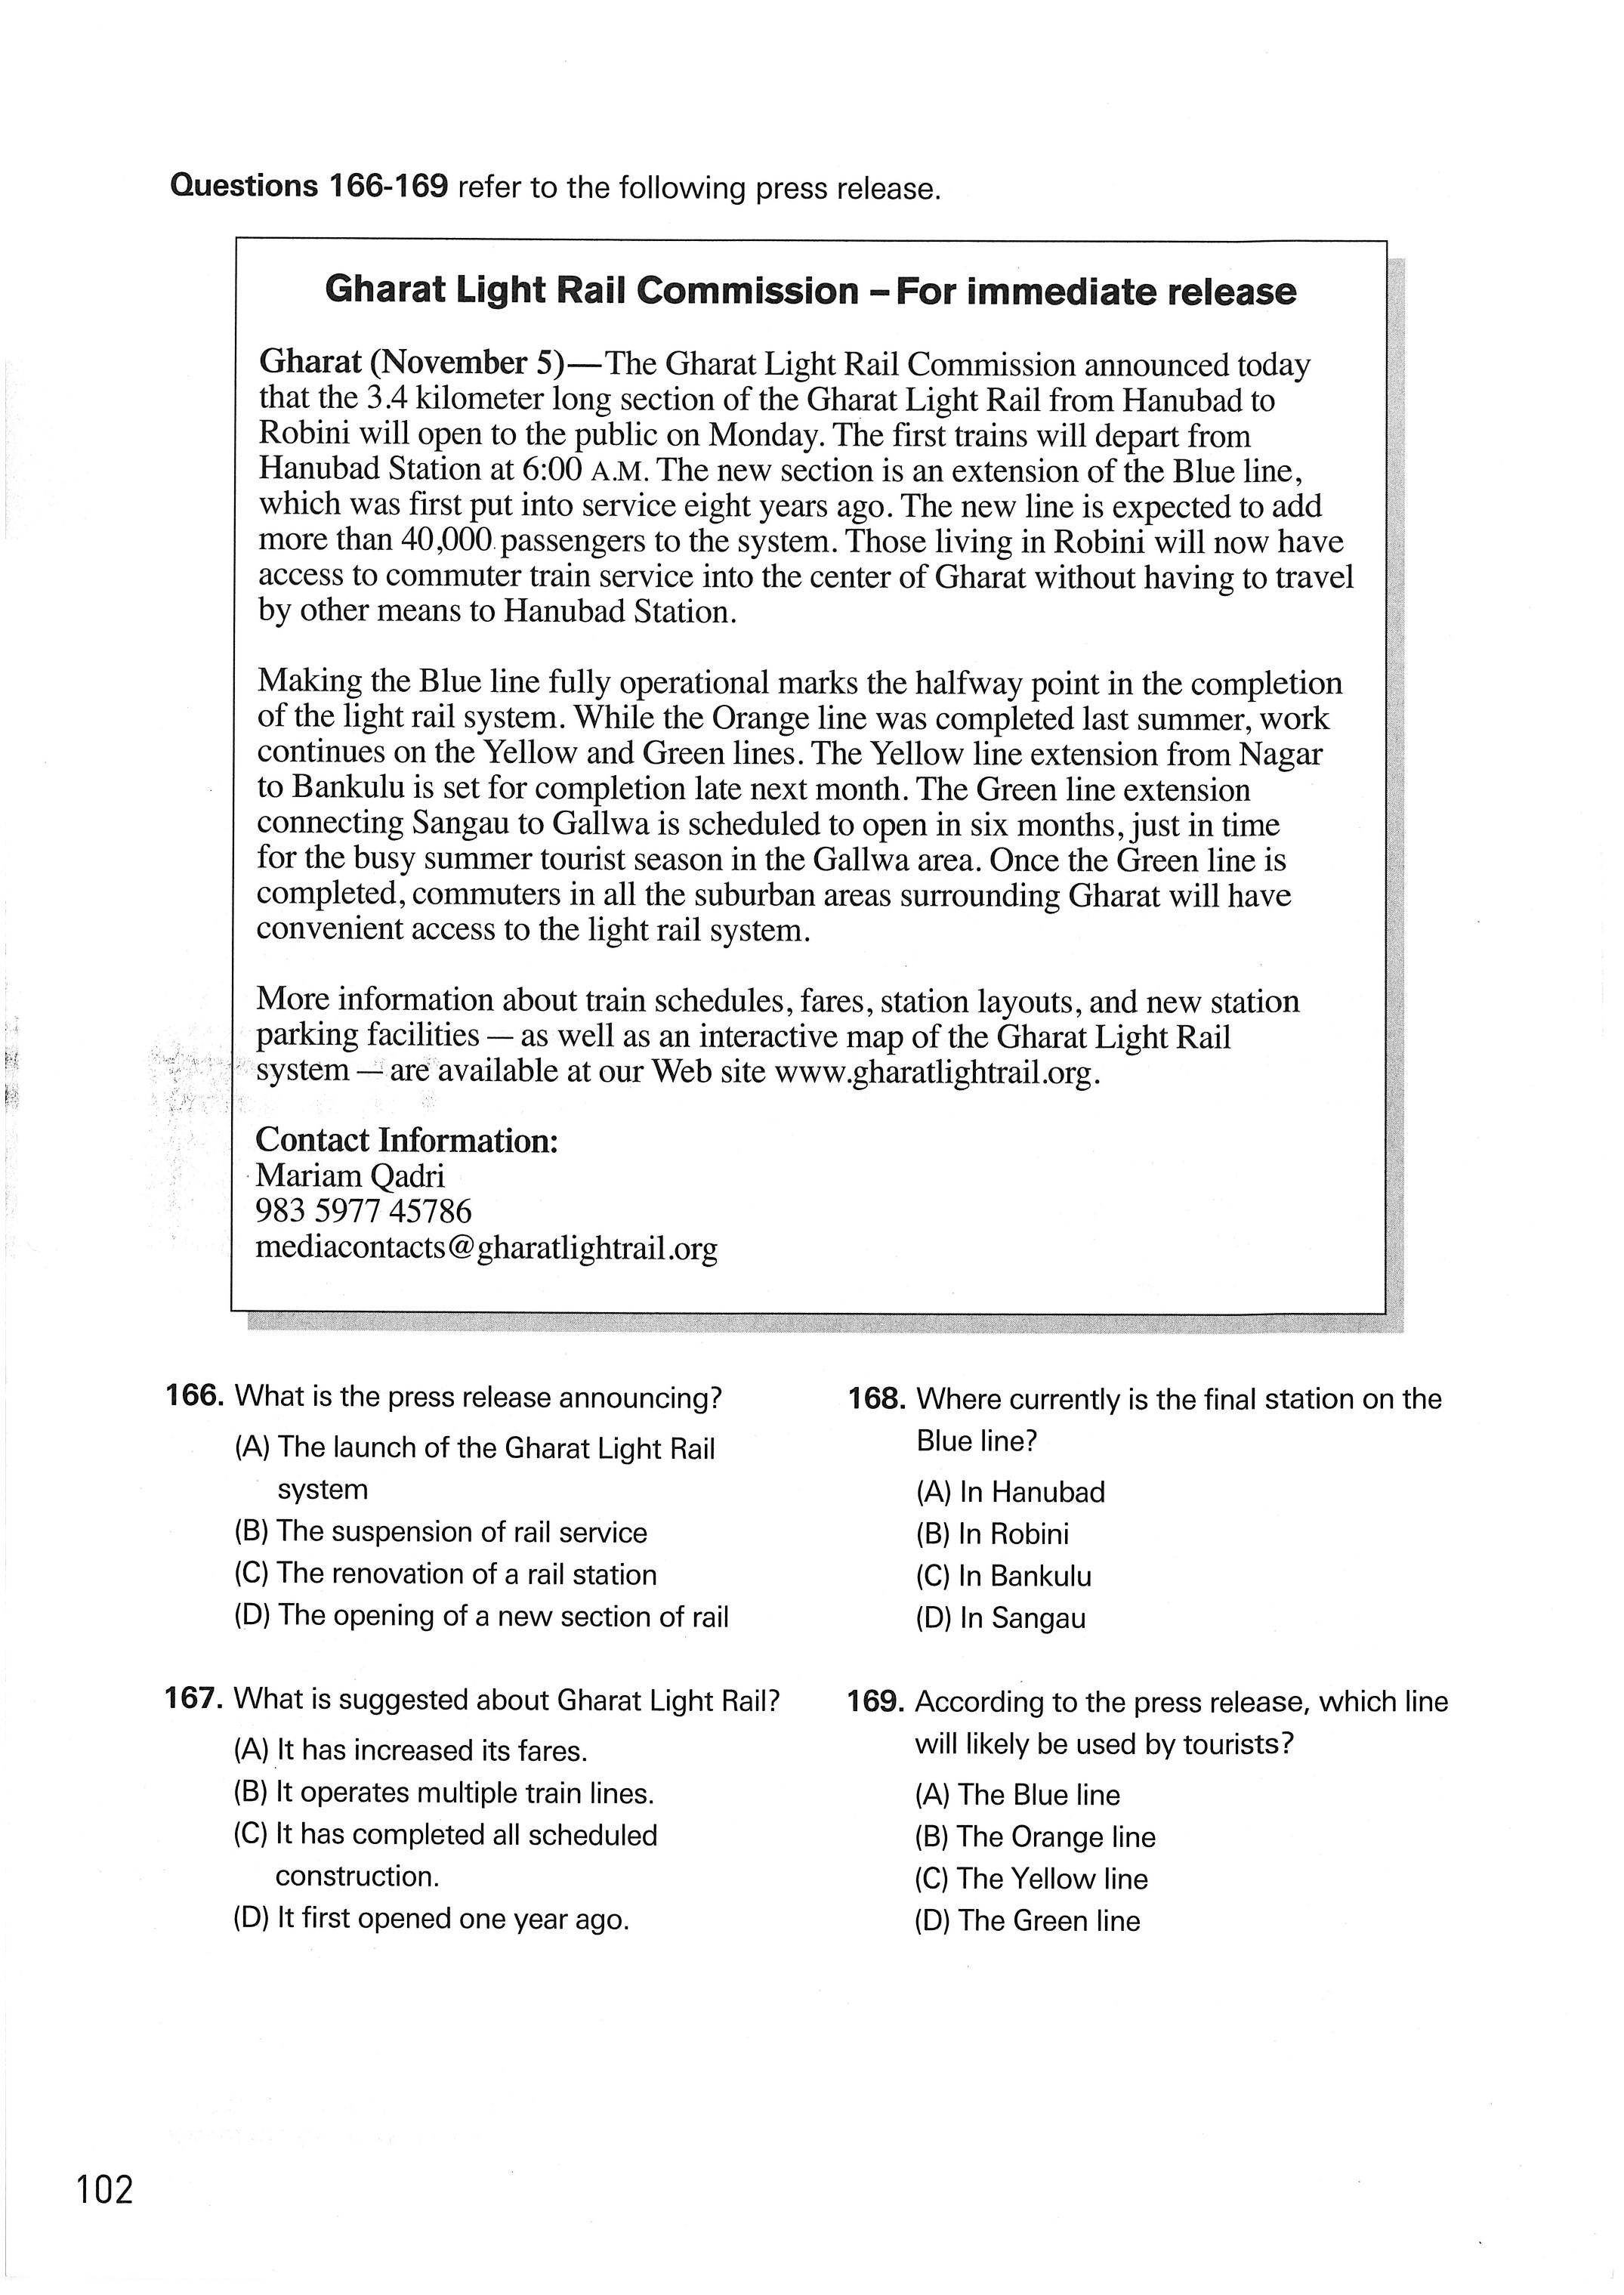 Questions 166-169 refer to the following press release.
Gharat Light Rail Commission – For immediate release
Gharat (November 5)—The Gharat Light Rail Commission announced today
that the 3.4 kilometer long section of the Gharat Light Rail from Hanubad to
Robini will open to the public on Monday. The first trains will depart from
Hanubad Station at 6:00 A.M. The new section is an extension of the Blue line,
which was first put into service eight years ago. The new line is expected to add
more than 40,000 passengers to the system. Those living in Robini will now have
access to commuter train service into the center of Gharat without having to travel
by other means to Hanubad Station.
Making the Blue line fully operational marks the halfway point in the completion
of the light rail system. While the Orange line was completed last summer, work
continues on the Yellow and Green lines. The Yellow line extension from Nagar
to Bankulu is set for completion late next month. The Green line extension
connecting Sangau to Gallwa is scheduled to open in six months, just in time
for the busy summer tourist season in the Gallwa area. Once the Green line is
completed, commuters in all the suburban areas surrounding Gharat will have
convenient access to the light rail system.
More information about train schedules, fares, station layouts, and new station
parking facilities — as well as an interactive map of the Gharat Light Rail
system — are available at our Web site www.gharatlightrail.org.
Contact Information:
Mariam Qadri
983 5977 45786
mediacontacts@gharatlightrail.org
166. What is the press release announcing?
(A) The launch of the Gharat Light Rail
system
(B) The suspension of rail service
(C) The renovation of a rail station
(D) The opening of a new section of rail
167. What is suggested about Gharat Light Rail?
(A) It has increased its fares.
(B) It operates multiple train lines.
(C) It has completed all scheduled
construction.
(D) It first opened one year ago.
168. Where currently is the final station on the
Blue line?
(A) In Hanubad
(B) In Robini
(C) In Bankulu
(D) In Sangau
169. According to the press release, which line
will likely be used by tourists?
(A) The Blue line
(B) The Orange line
(C) The Yellow line
(D) The Green line
102